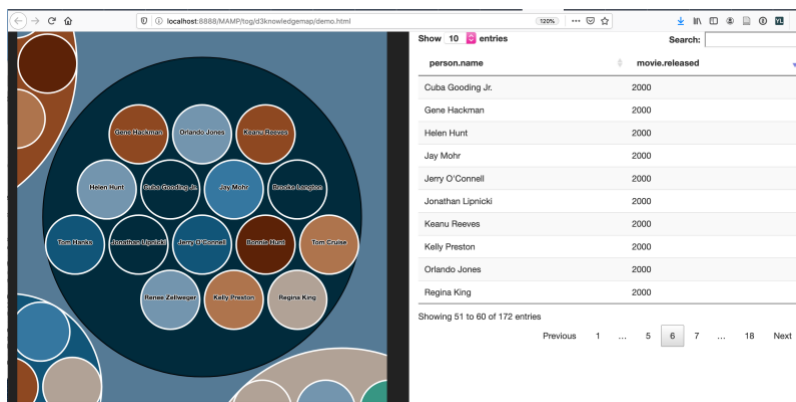 localhost:8888/MAMP/tog/d3knowledgemap/demo.html
120%
Gene Hackman
Orlando Jones
Keanu Reeves
Helen Hunt
Cuba Gooding Jr.
Jay Mohr
Brooke Langton
Tom Hanks
Jonathan Lipnicki
Jerry O'Connell
Bonnie Hunt
Tom Cruise
Renee Zellweger
Kelly Preston
Regina King
Show 10 entries
Search:
person.name movie.released
Cuba Gooding Jr. 2000
Gene Hackman 2000
Helen Hunt 2000
Jay Mohr 2000
Jerry O'Connell 2000
Jonathan Lipnicki 2000
Keanu Reeves 2000
Kelly Preston 2000
Orlando Jones 2000
Regina King 2000
Showing 51 to 60 of 172 entries
Previous 1 ... 5 6 7 ... 18 Next